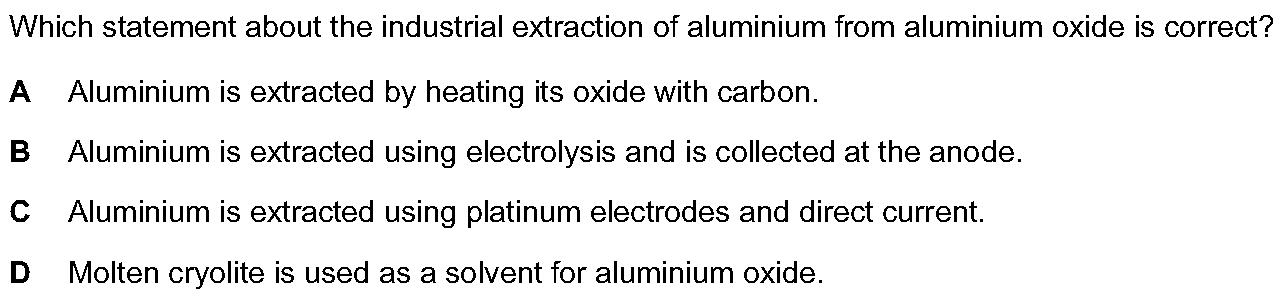 Which statement about the industrial extraction of aluminium from aluminium oxide is correct?
A Aluminium is extracted by heating its oxide with carbon.
B Aluminium is extracted using electrolysis and is collected at the anode.
C Aluminium is extracted using platinum electrodes and direct current.
D Molten cryolite is used as a solvent for aluminium oxide.